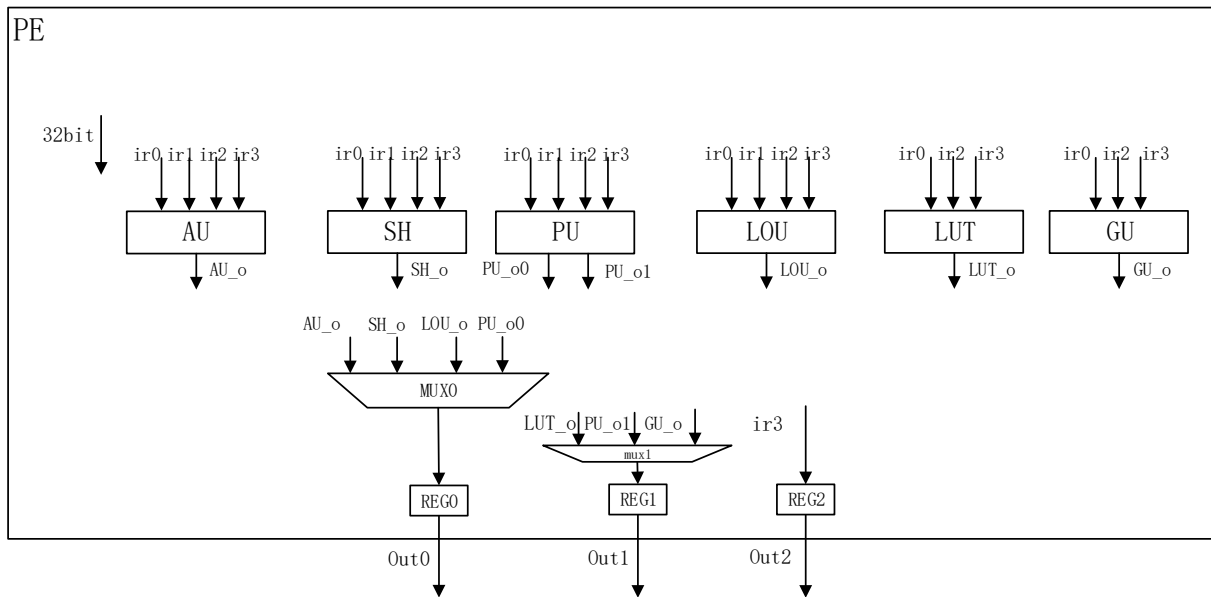 PE
32bit
ir0 ir1 ir2 ir3
ir0 ir1 ir2 ir3
ir0 ir1 ir2 ir3
ir0 ir1 ir2 ir3
ir0 ir2 ir3
ir0 ir2 ir3
AU
SH
PU
LOU
LUT
GU
AU_o
SH_o
PU_o0
PU_o1
LOU_o
LUT_o
GU_o
AU_o SH_o LOU_o PU_o0
MUX0
LUT_o PU_o1 GU_o
ir3
mux1
REG0
REG1
REG2
Out0
Out1
Out2